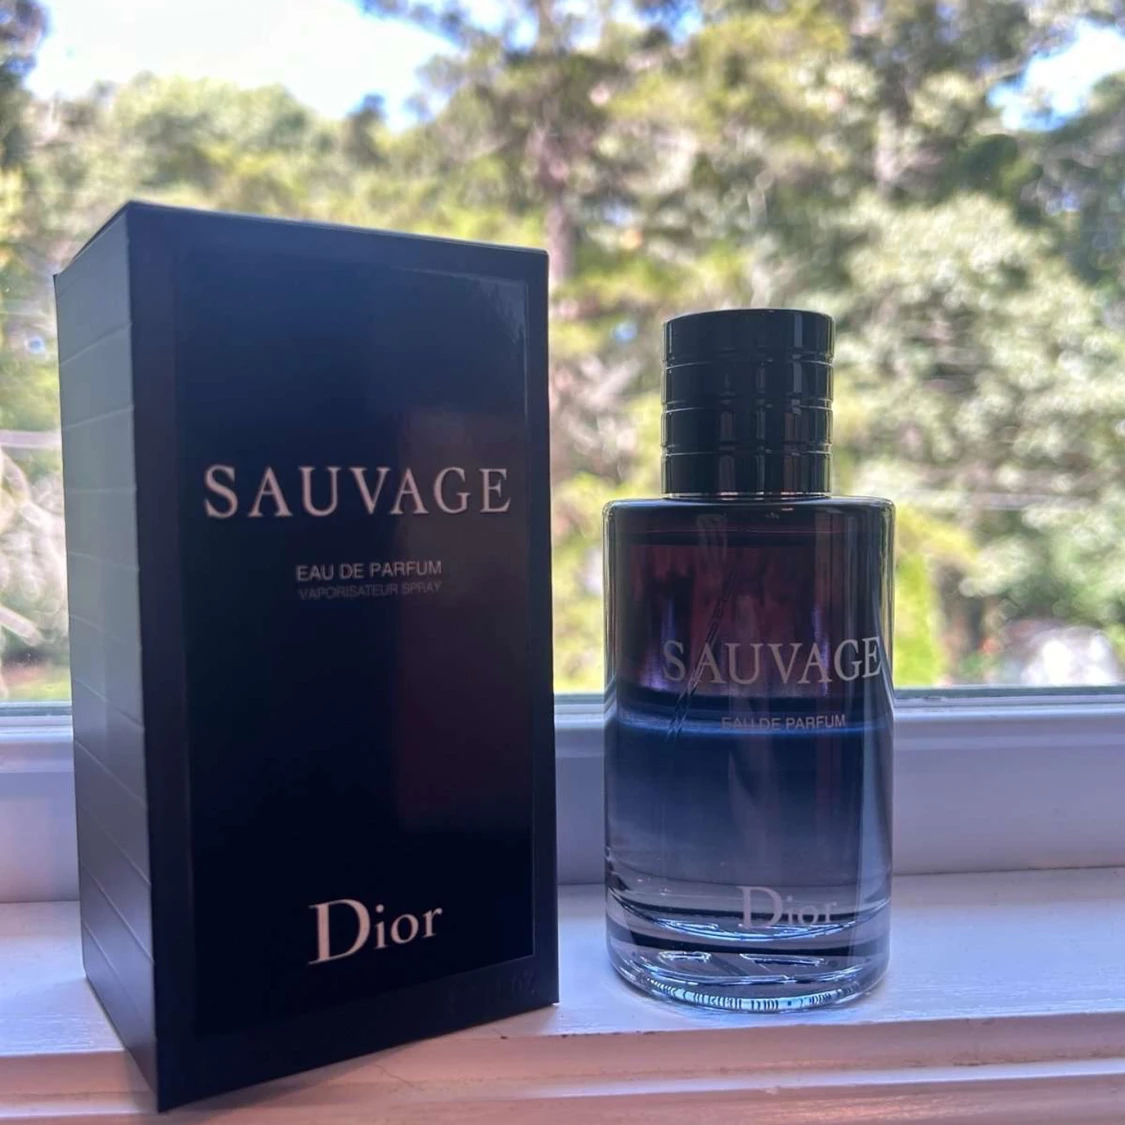 SAUVAGE
EAU DE PARFUM
VAPORISATEUR SPRAY
Dior
SAUVAGE
EAU DE PARFUM
Dior